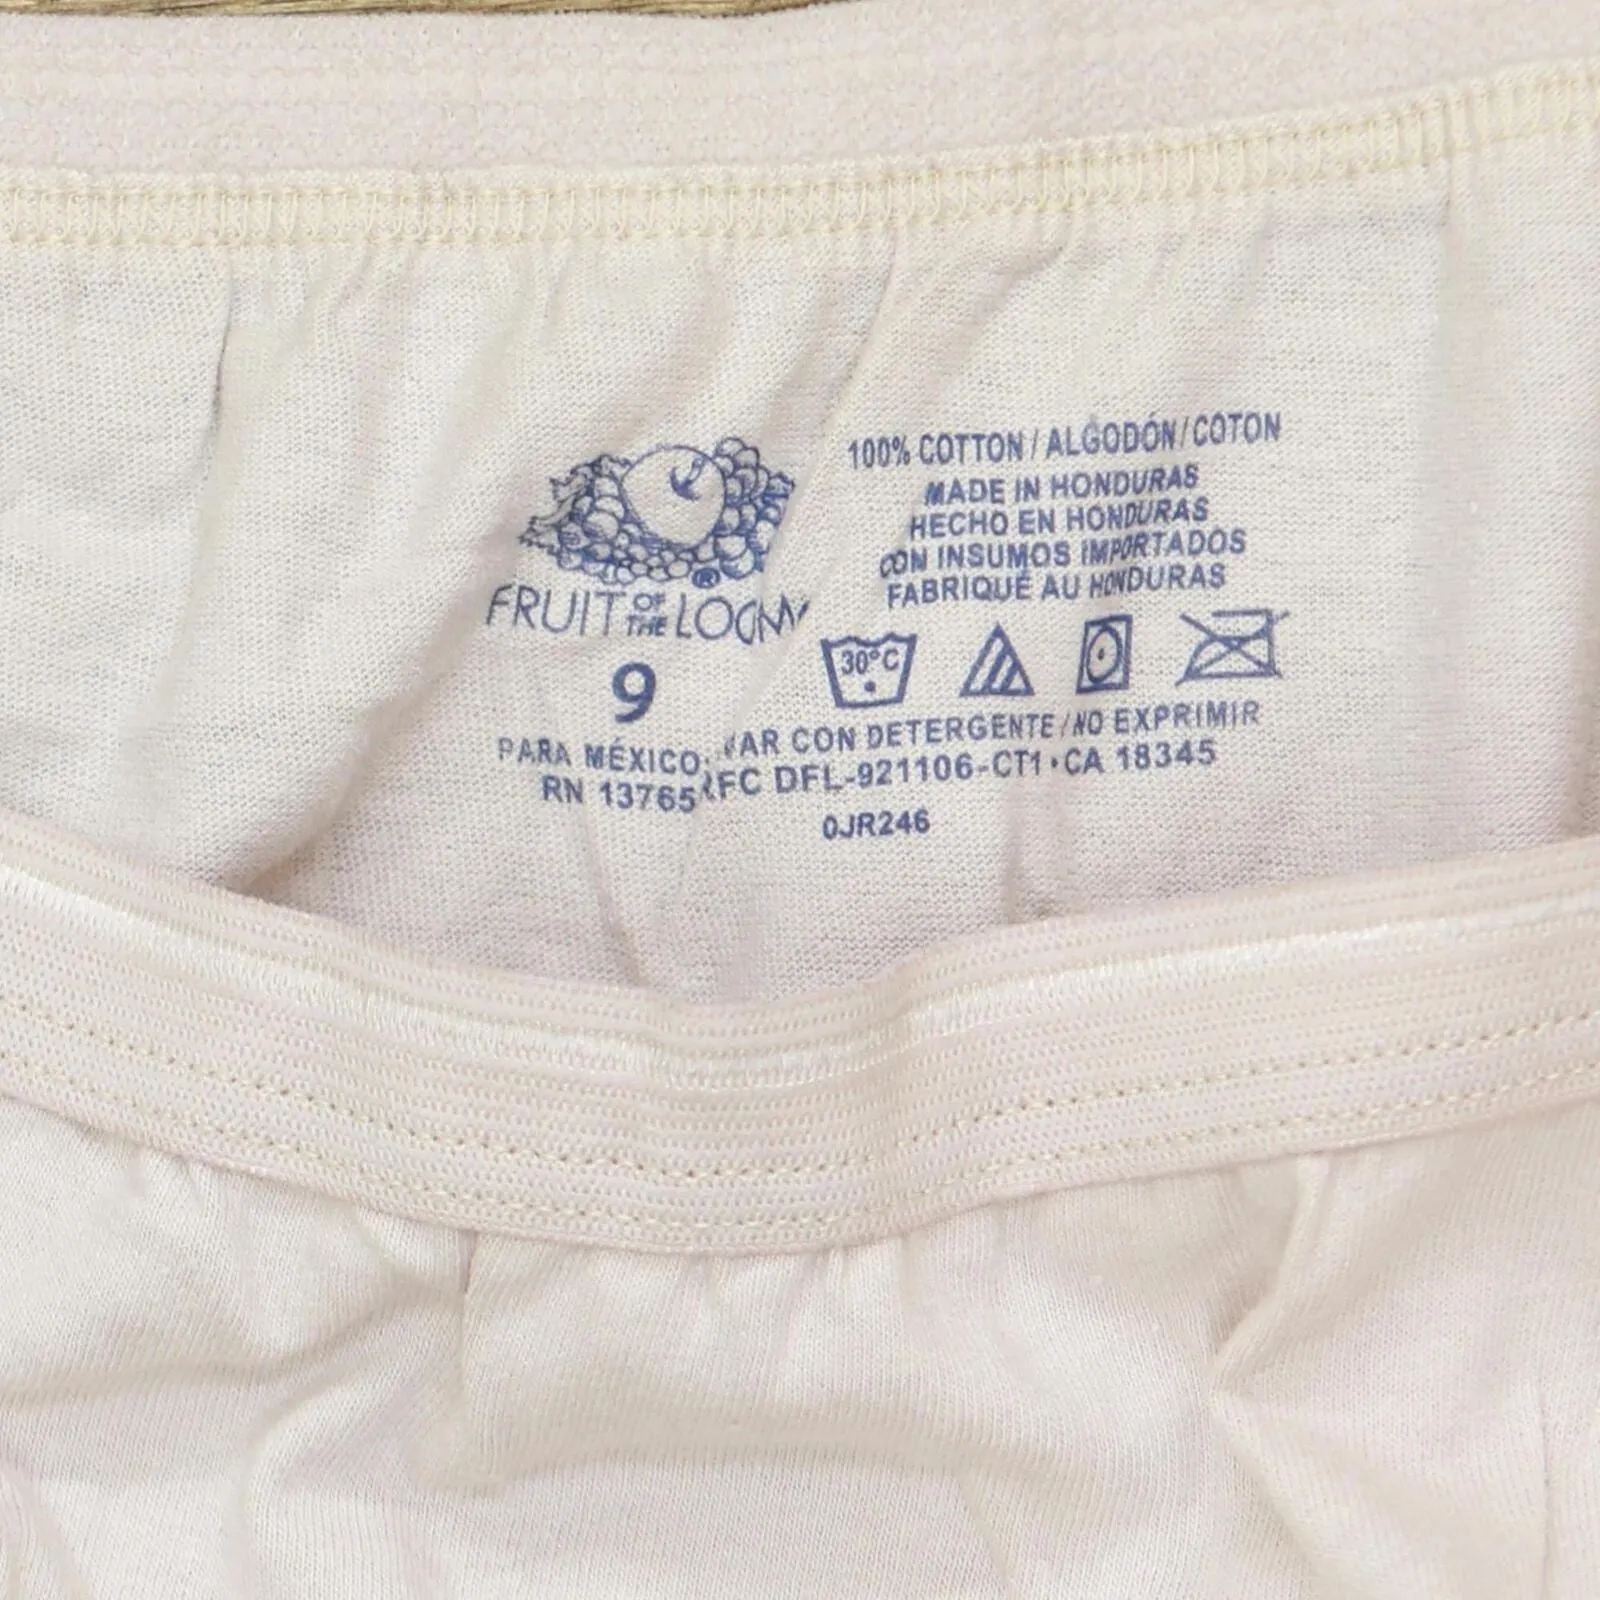 100% COTTON / ALGODÓN / COTON
MADE IN HONDURAS
HECHO EN HONDURAS
CON INSUMOS IMPORTADOS
FABRIQUÉ AU HONDURAS
®
FRUIT OF THE LOOM
9
30°C
PARA MÉXICO: LAVAR CON DETERGENTE / NO EXPRIMIR
RN 13765 RFC DFL-921106-CT1 • CA 18345
0JR246